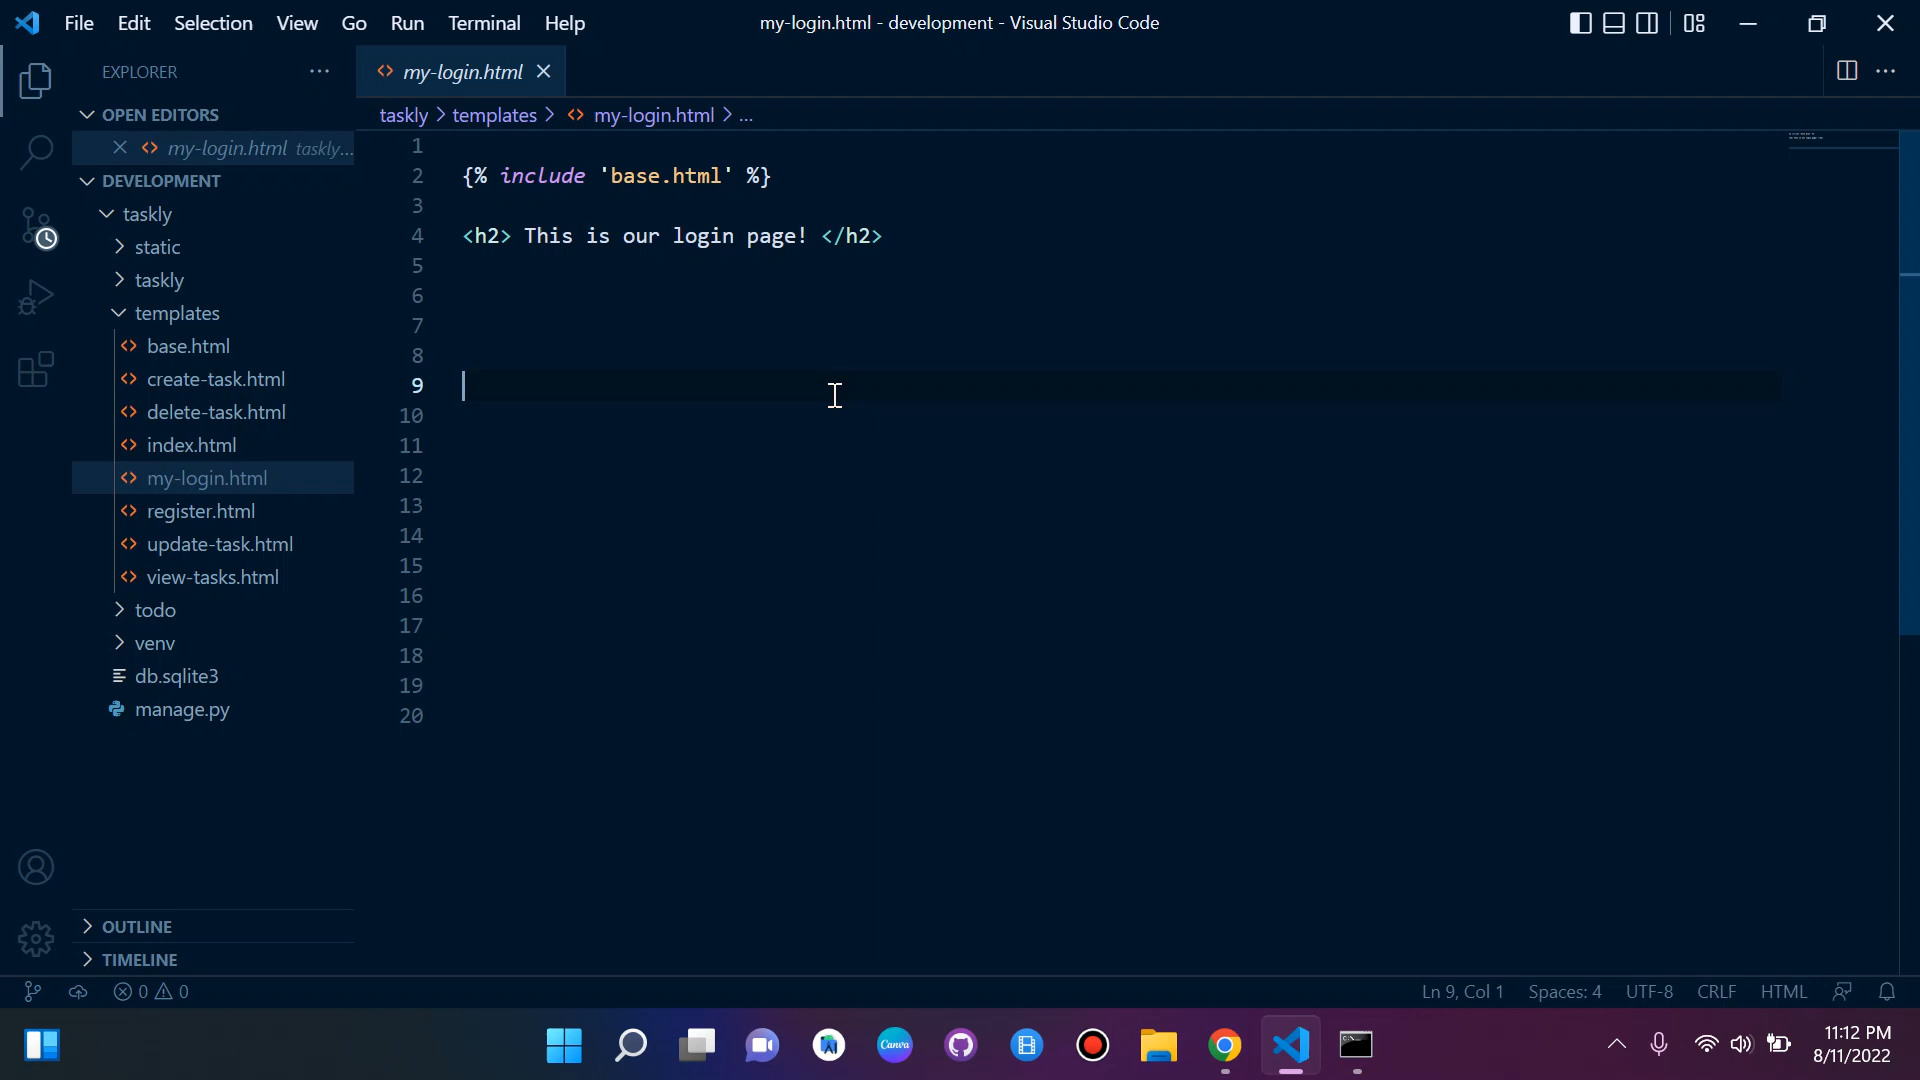 File Edit Selection View Go Run Terminal Help
my-login.html - development - Visual Studio Code
EXPLORER
my-login.html
OPEN EDITORS
my-login.html taskly...
DEVELOPMENT
taskly
static
taskly
templates
base.html
create-task.html
delete-task.html
index.html
my-login.html
register.html
update-task.html
view-tasks.html
todo
venv
db.sqlite3
manage.py
OUTLINE
TIMELINE
taskly > templates > my-login.html > ...
1
2 {% include 'base.html' %}
3
4 <h2> This is our login page! </h2>
5
6
7
8
9
10
11
12
13
14
15
16
17
18
19
20
0 0
Ln 9, Col 1 Spaces: 4 UTF-8 CRLF HTML
Canva
11:12 PM
8/11/2022